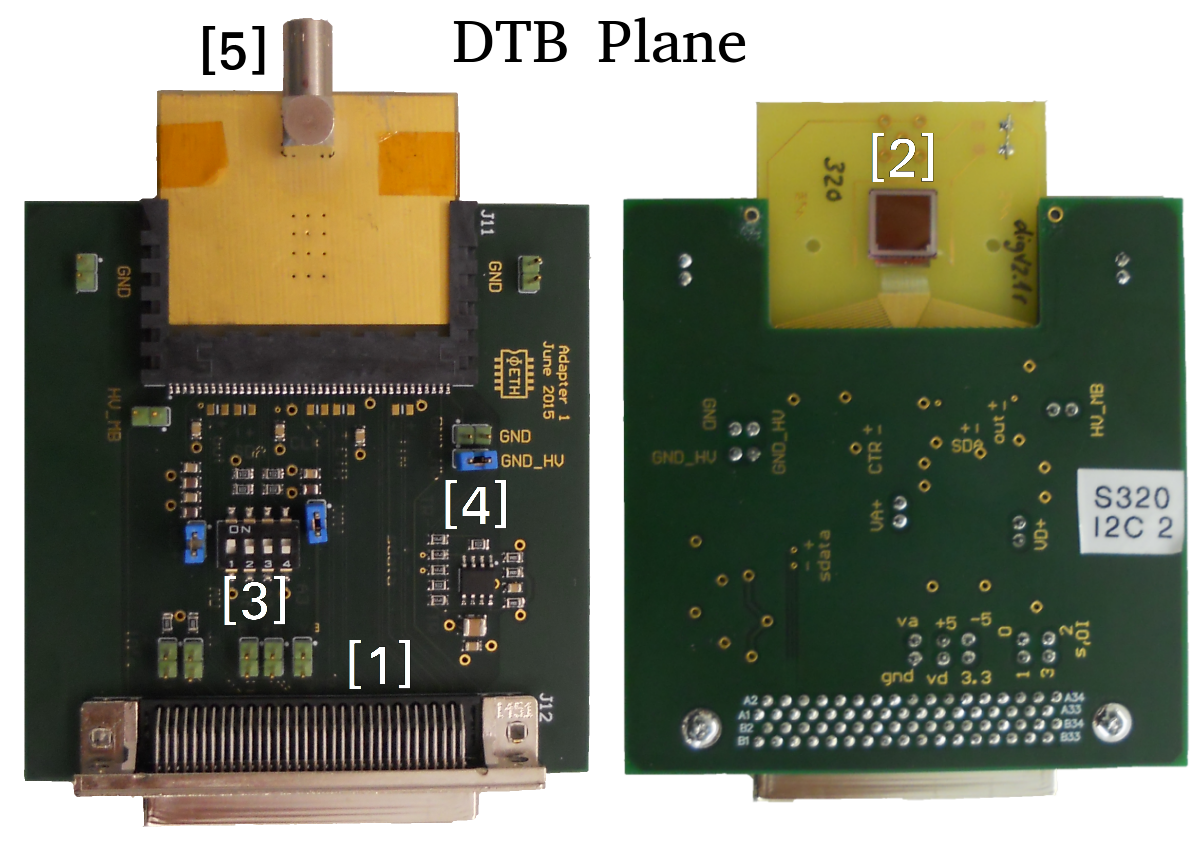 DTB Plane
[5]
J11
GND
GND
ΦETH
Adapter 1
June 2015
HV_MB
GND
GND_HV
[4]
ON
1 2 3 4
[3]
[1]
J12
1451
[2]
320
digV2.1r
GND
GND_HV
GND_HV
CTR + -
+ -
SDA
out +
-
HV_MB
S320
I2C 2
VA+
VD+
- +
sdata
va +5 -5
gnd vd 3.3
0 2
1 3
IO's
A2 A34
A1 A33
B2 B34
B1 B33